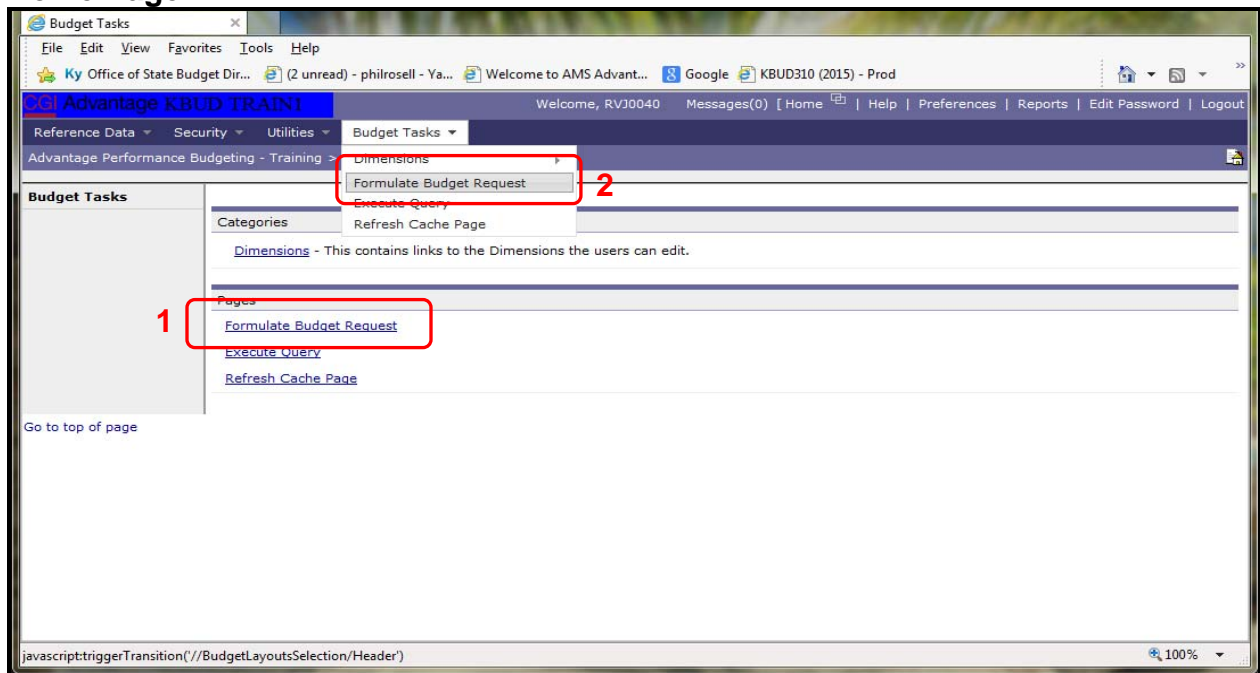 Budget Tasks
File Edit View Favorites Tools Help
Ky Office of State Budget Dir... (2 unread) - philrosell - Ya... Welcome to AMS Advant... Google KBUD310 (2015) - Prod
CGI Advantage KBUD TRAIN1 Welcome, RVJ0040 Messages(0) [ Home | Help | Preferences | Reports | Edit Password | Logout
Reference Data Security Utilities Budget Tasks
Advantage Performance Budgeting - Training > Dimensions
Formulate Budget Request 2
Budget Tasks
Execute Query
Categories Refresh Cache Page
Dimensions - This contains links to the Dimensions the users can edit.
Pages
1 Formulate Budget Request
Execute Query
Refresh Cache Page
Go to top of page
javascript:triggerTransition('//BudgetLayoutsSelection/Header') 100%